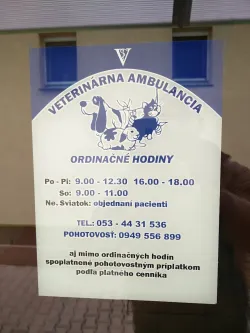 VETERINÁRNA AMBULANCIA
ORDINAČNÉ HODINY
Po - Pi: 9.00 - 12.30 16.00 - 18.00
So: 9.00 - 11.00
Ne. Sviatok: objednaní pacienti
TEL.: 053 - 44 31 536
POHOTOVOSŤ: 0949 556 899
aj mimo ordinačných hodín
spoplatnené pohotovostným príplatkom
podľa platného cenníka